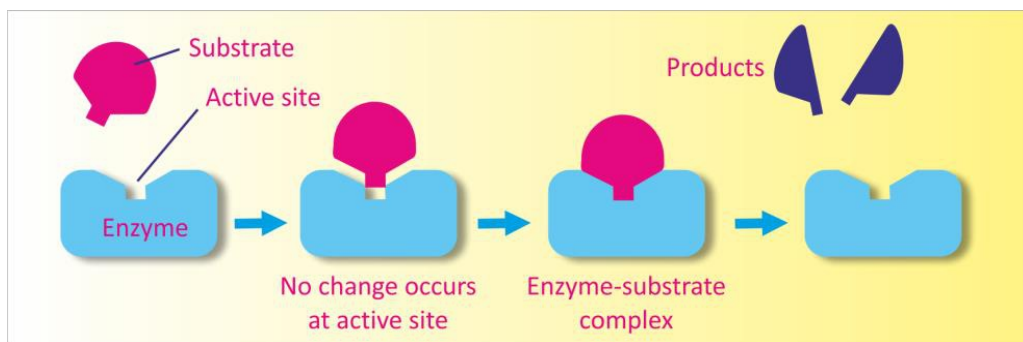 Substrate
Active site
Enzyme
No change occurs
at active site
Enzyme-substrate
complex
Products